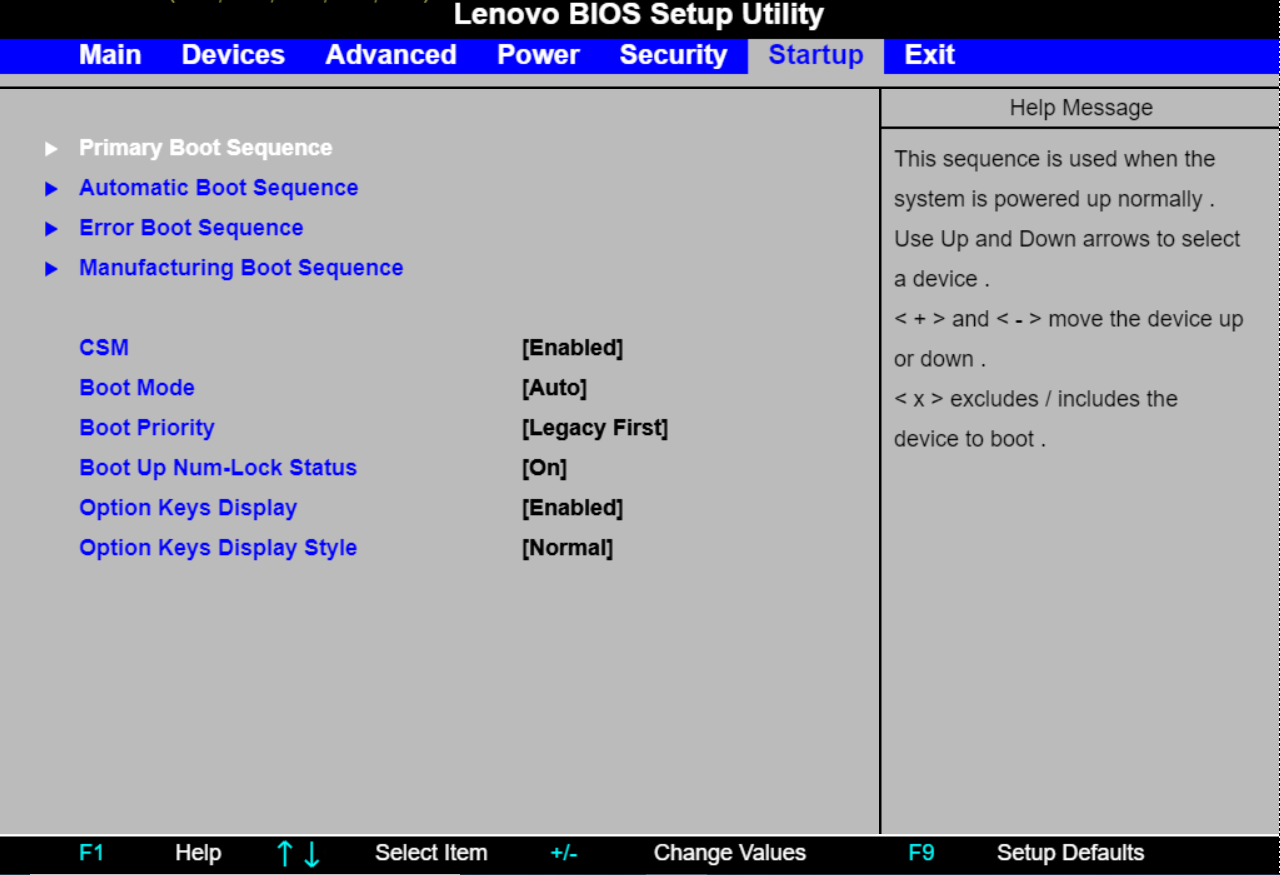 Lenovo BIOS Setup Utility
Main Devices Advanced Power Security Startup Exit
Help Message
Primary Boot Sequence
Automatic Boot Sequence
Error Boot Sequence
Manufacturing Boot Sequence
CSM [Enabled]
Boot Mode [Auto]
Boot Priority [Legacy First]
Boot Up Num-Lock Status [On]
Option Keys Display [Enabled]
Option Keys Display Style [Normal]
This sequence is used when the
system is powered up normally .
Use Up and Down arrows to select
a device .
< + > and < - > move the device up
or down .
< x > excludes / includes the
device to boot .
F1 Help ↑↓ Select Item +/- Change Values F9 Setup Defaults